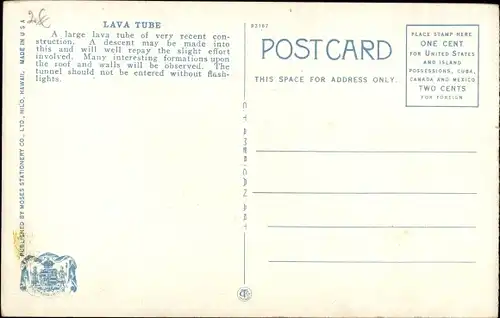 LAVA TUBE
A large lava tube of very recent con-
struction. A descent may be made into
this and will well repay the slight effort
involved. Many interesting formations upon
the roof and walls will be observed. The
tunnel should not be entered without flash-
lights.
PUBLISHED BY MOSES STATIONERY CO., LTD., HILO, HAWAII, MADE IN U S A
POST CARD
THIS SPACE FOR ADDRESS ONLY.
PLACE STAMP HERE
ONE CENT
FOR UNITED STATES
AND ISLAND
POSSESSIONS, CUBA,
CANADA AND MEXICO
TWO CENTS
FOR FOREIGN